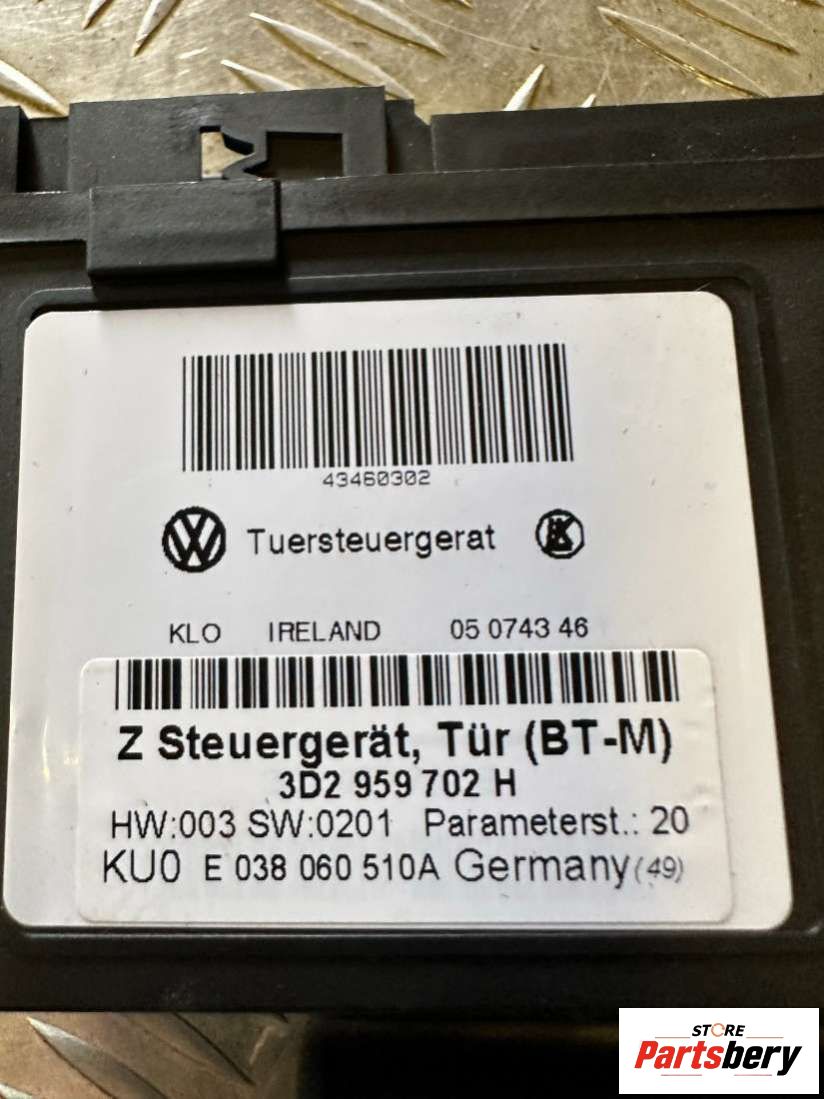 43460302
VW Tuersteuergerat
KLO IRELAND 05 0743 46
Z Steuergerät, Tür (BT-M)
3D2 959 702 H
HW:003 SW:0201 Parameterst.: 20
KU0 E 038 060 510A Germany (49)
STORE
Partsbery